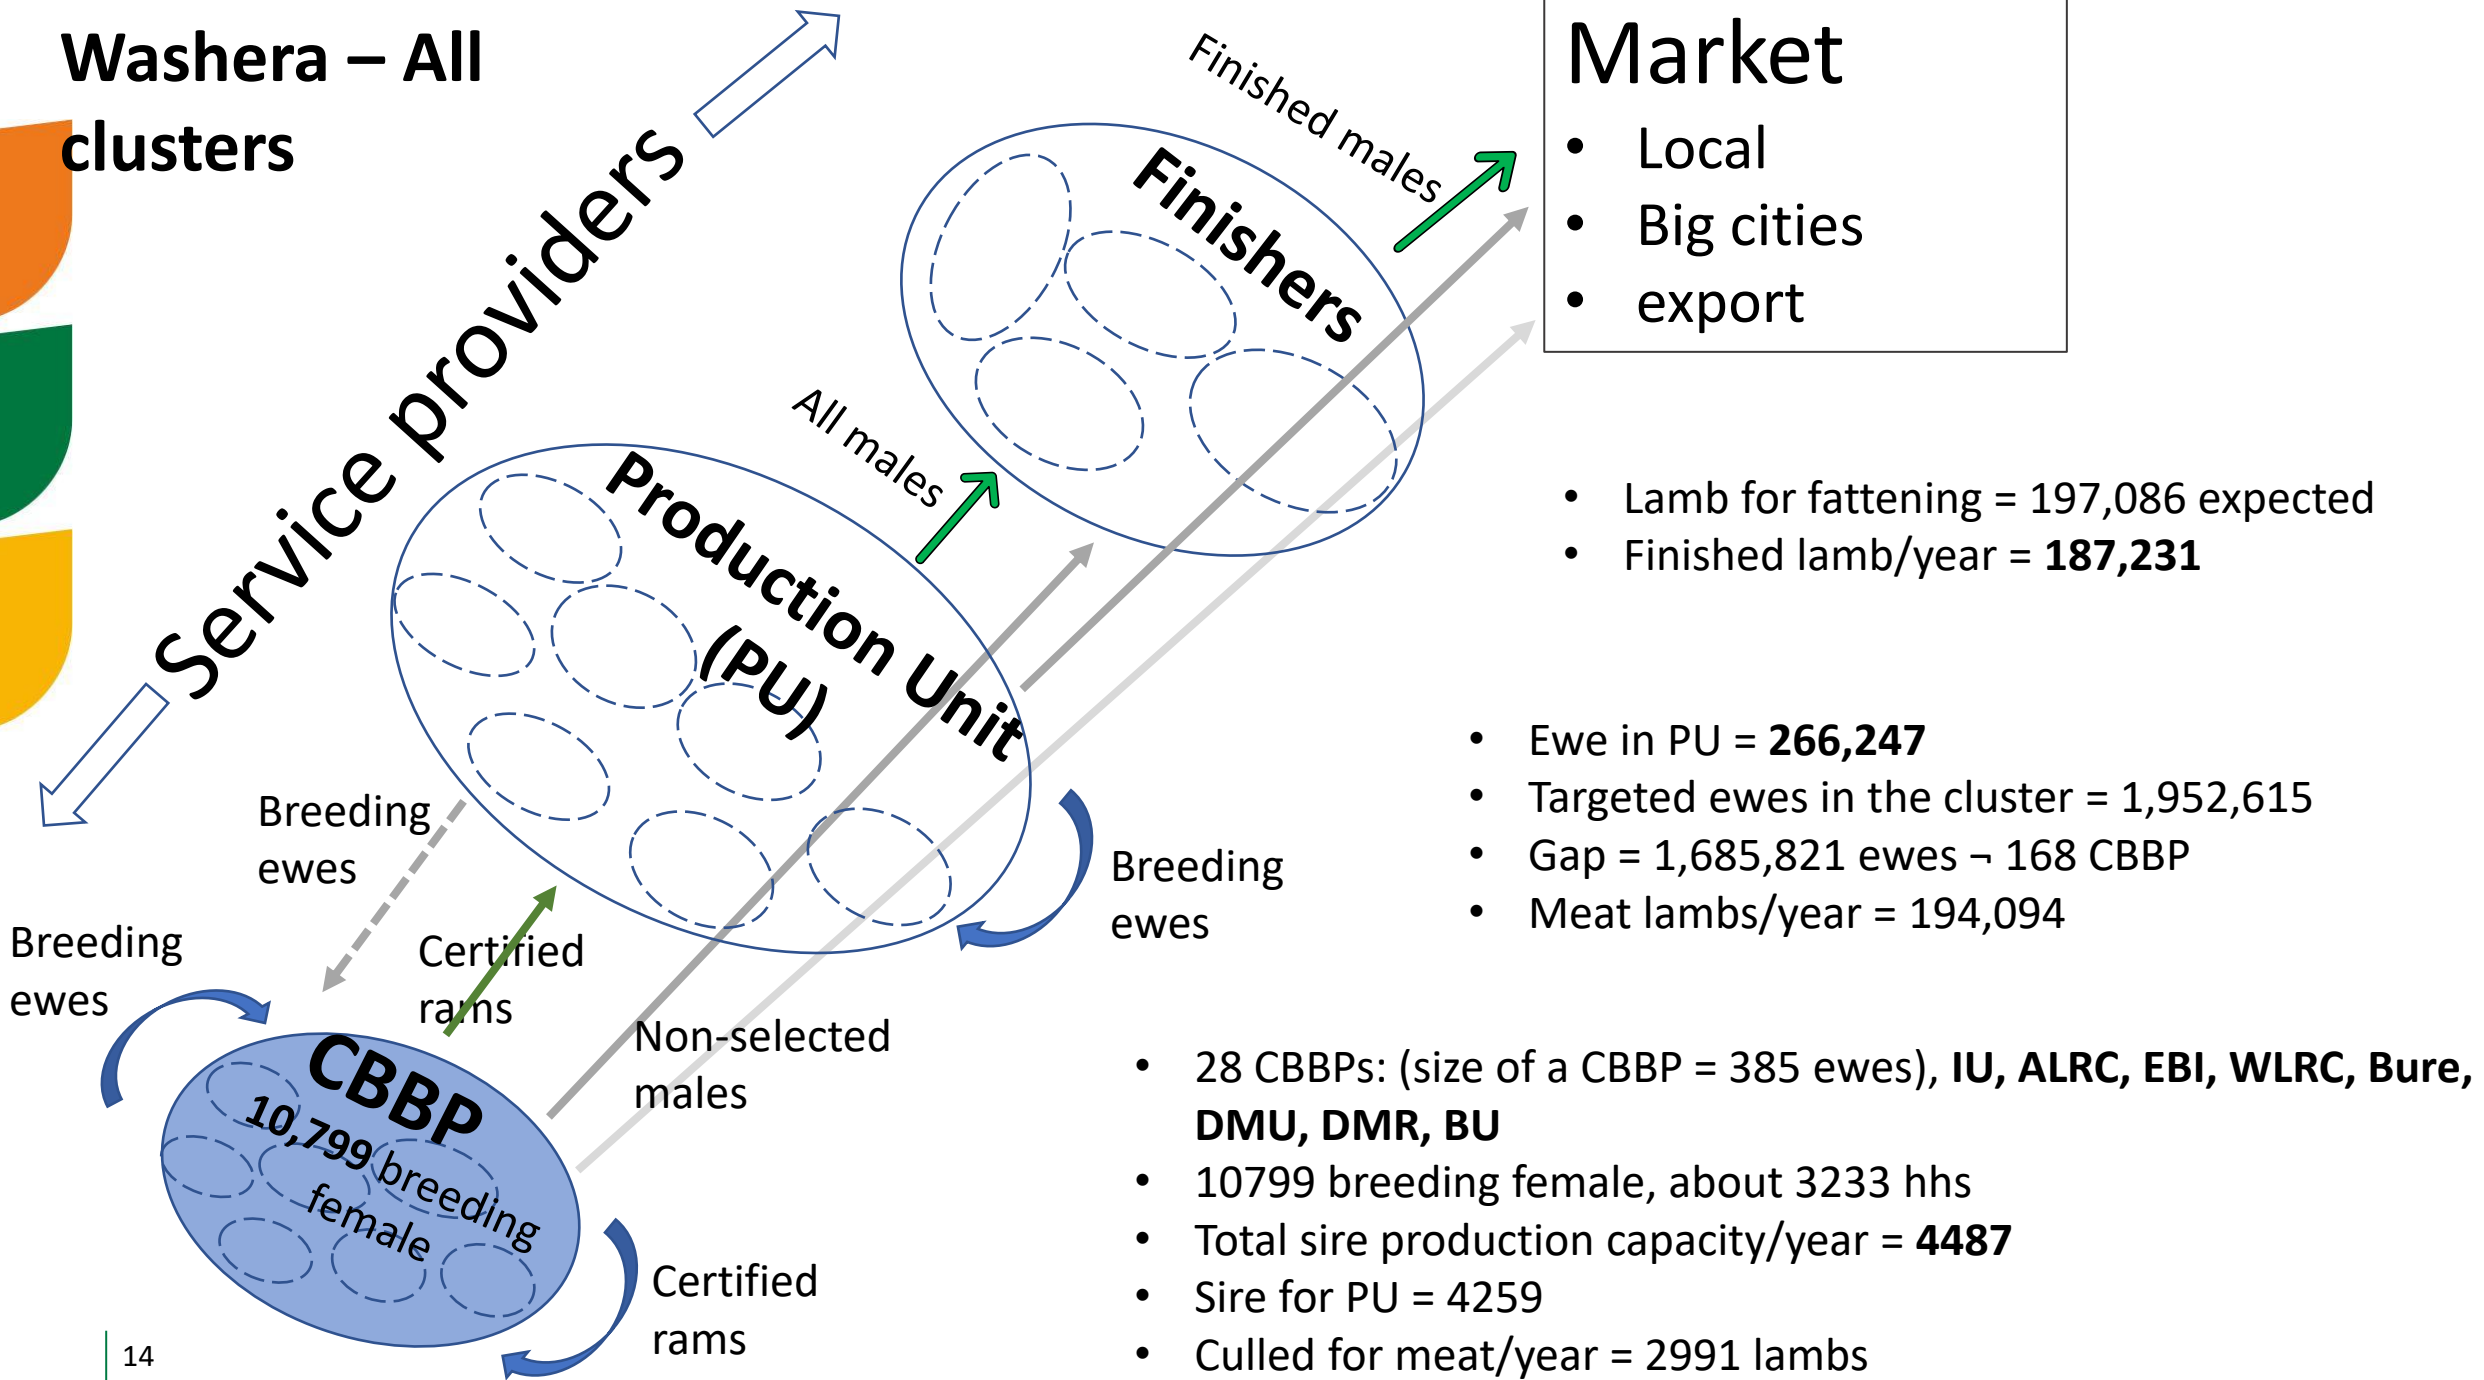 Washera – All
clusters
Service providers
Finished males
Market
• Local
• Big cities
• export
Finishers
All males
• Lamb for fattening = 197,086 expected
• Finished lamb/year = 187,231
Production Unit
(PU)
• Ewe in PU = 266,247
• Targeted ewes in the cluster = 1,952,615
• Gap = 1,685,821 ewes ¬ 168 CBBP
• Meat lambs/year = 194,094
Breeding
ewes
Breeding
ewes
Breeding
ewes
Certified
rams
Non-selected
males
CBBP
10,799 breeding
female
Certified
rams
• 28 CBBPs: (size of a CBBP = 385 ewes), IU, ALRC, EBI, WLRC, Bure,
DMU, DMR, BU
• 10799 breeding female, about 3233 hhs
• Total sire production capacity/year = 4487
• Sire for PU = 4259
• Culled for meat/year = 2991 lambs
14